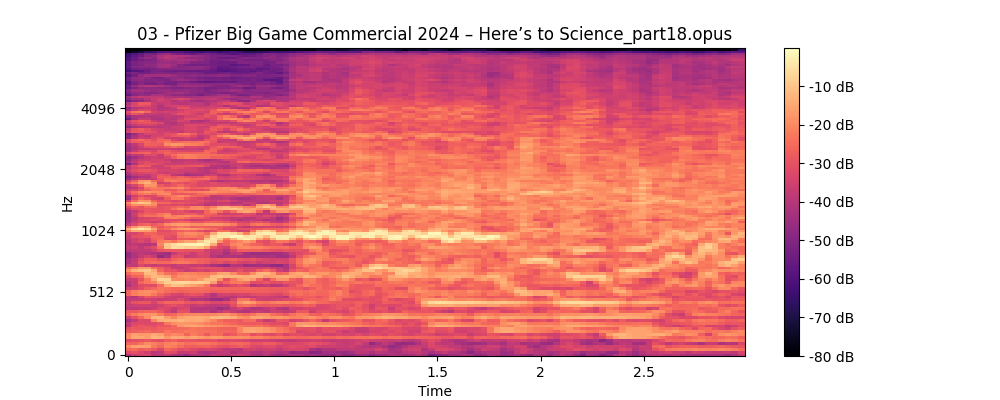 03 - Pfizer Big Game Commercial 2024 – Here’s to Science_part18.opus
Hz
4096
2048
1024
512
0
0
0.5
1
1.5
2
2.5
Time
-10 dB
-20 dB
-30 dB
-40 dB
-50 dB
-60 dB
-70 dB
-80 dB